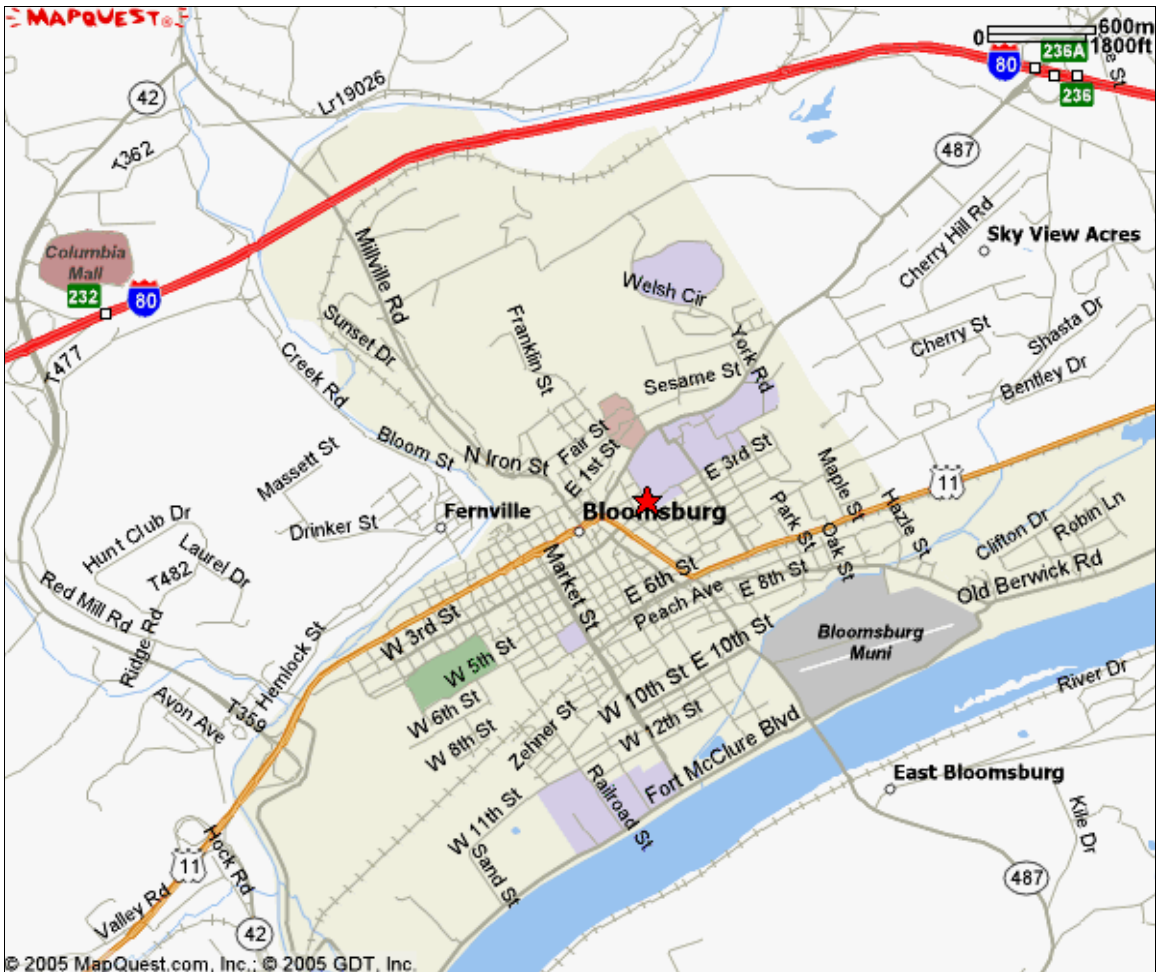 MAPQUEST®
0 600m
1800ft
236A
80
236
42
Lr19026
T362
487
Cherry Hill Rd
Sky View Acres
Columbia
Mall
232
80
Millville Rd
Welsh Cir
Franklin St
Sunset Dr
York Rd
Cherry St
Shasta Dr
T477
Creek Rd
Sesame St
Bentley Dr
Bloom St
N Iron St
Fair St
E 1st St
E 3rd St
Maple St
11
Massett St
Drinker St
Fernville
Bloomsburg
Park St
Hazle St
Hunt Club Dr
Laurel Dr
T482
Market St
Oak St
Clifton Dr
Robin Ln
Red Mill Rd
Ridge Rd
E 6th St
Peach Ave
E 8th St
Old Berwick Rd
W 3rd St
W 5th St
Bloomsburg
Muni
Hemlock St
Avon Ave
T359
W 6th St
W 8th St
Zehner St
W 10th St
E 10th St
W 12th St
River Dr
Fort McClure Blvd
East Bloomsburg
W 11th St
Railroad St
Sand St
Kile Dr
11
Hock Rd
Valley Rd
42
487
© 2005 MapQuest.com, Inc.; © 2005 GDT, Inc.